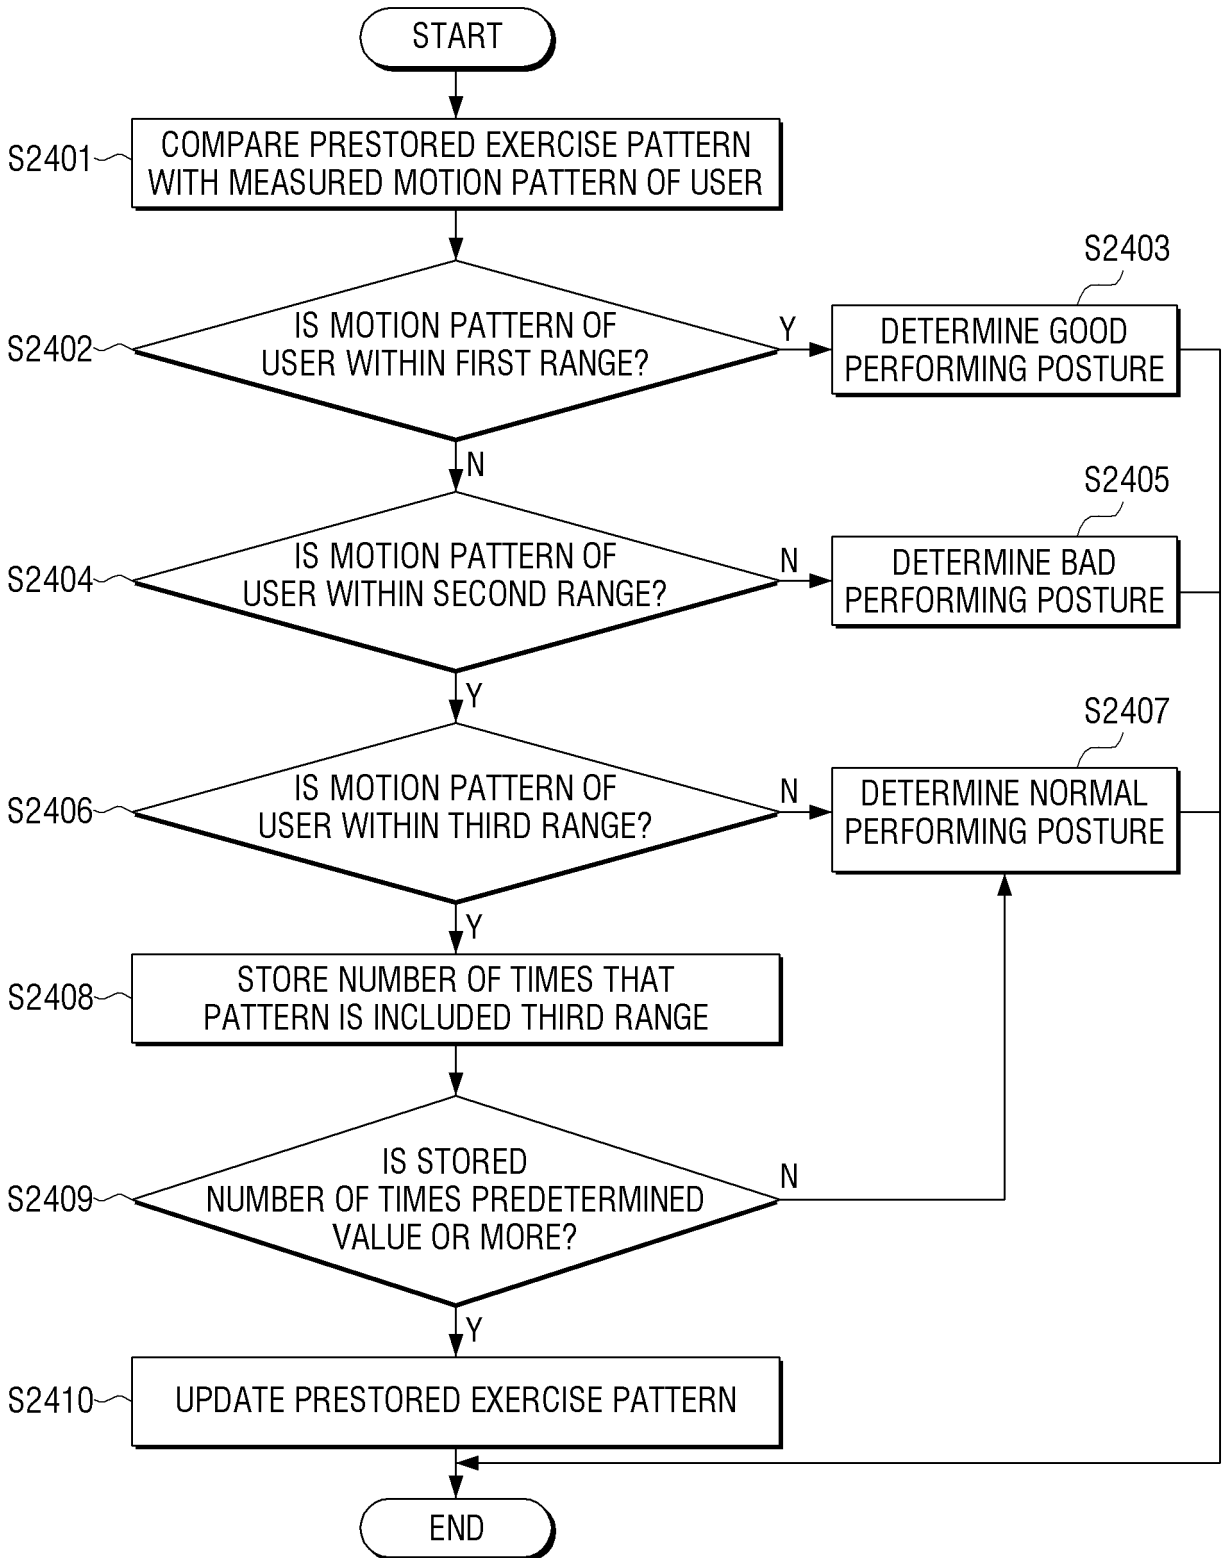 START
S2401
COMPARE PRESTORED EXERCISE PATTERN
WITH MEASURED MOTION PATTERN OF USER
S2402
IS MOTION PATTERN OF
USER WITHIN FIRST RANGE?
Y
S2403
DETERMINE GOOD
PERFORMING POSTURE
N
S2404
IS MOTION PATTERN OF
USER WITHIN SECOND RANGE?
N
S2405
DETERMINE BAD
PERFORMING POSTURE
Y
S2406
IS MOTION PATTERN OF
USER WITHIN THIRD RANGE?
N
S2407
DETERMINE NORMAL
PERFORMING POSTURE
Y
S2408
STORE NUMBER OF TIMES THAT
PATTERN IS INCLUDED THIRD RANGE
S2409
IS STORED
NUMBER OF TIMES PREDETERMINED
VALUE OR MORE?
N
Y
S2410
UPDATE PRESTORED EXERCISE PATTERN
END